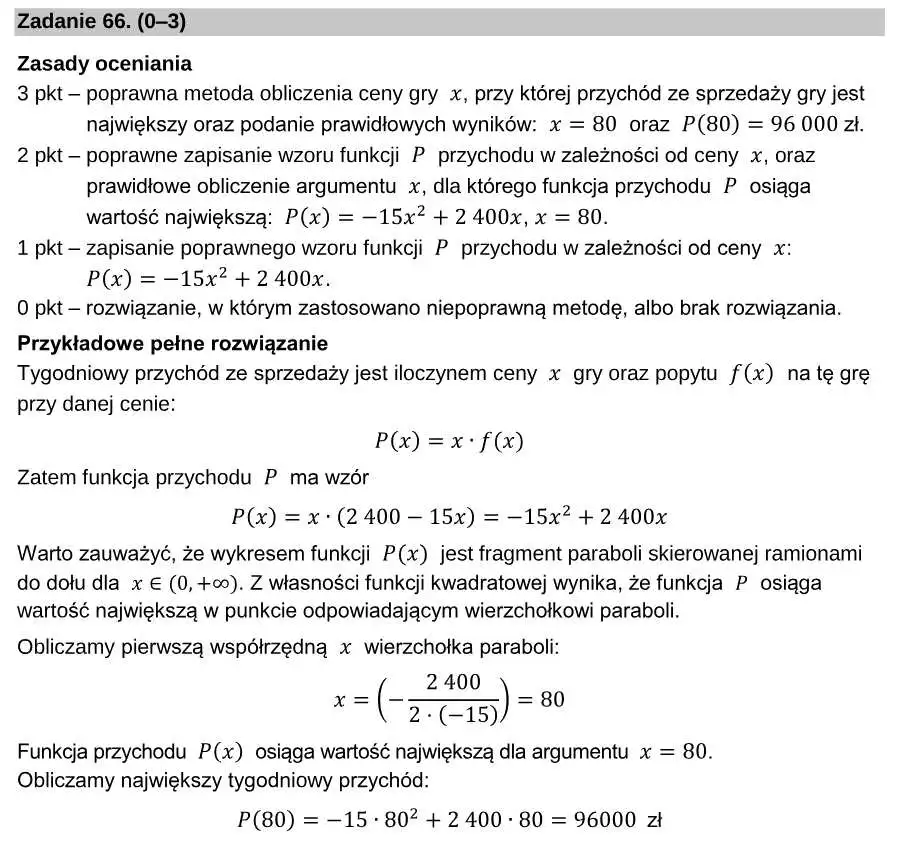 Zadanie 66. (0–3)
Zasady oceniania
3 pkt – poprawna metoda obliczenia ceny gry x, przy której przychód ze sprzedaży gry jest
największy oraz podanie prawidłowych wyników: x = 80 oraz P(80) = 96 000 zł.
2 pkt – poprawne zapisanie wzoru funkcji P przychodu w zależności od ceny x, oraz
prawidłowe obliczenie argumentu x, dla którego funkcja przychodu P osiąga
wartość największą: P(x) = −15x² + 2 400x, x = 80.
1 pkt – zapisanie poprawnego wzoru funkcji P przychodu w zależności od ceny x:
P(x) = −15x² + 2 400x.
0 pkt – rozwiązanie, w którym zastosowano niepoprawną metodę, albo brak rozwiązania.
Przykładowe pełne rozwiązanie
Tygodniowy przychód ze sprzedaży jest iloczynem ceny x gry oraz popytu f(x) na tę grę
przy danej cenie:
P(x) = x · f(x)
Zatem funkcja przychodu P ma wzór
P(x) = x · (2 400 − 15x) = −15x² + 2 400x
Warto zauważyć, że wykresem funkcji P(x) jest fragment paraboli skierowanej ramionami
do dołu dla x ∈ (0, +∞). Z własności funkcji kwadratowej wynika, że funkcja P osiąga
wartość największą w punkcie odpowiadającym wierzchołkowi paraboli.
Obliczamy pierwszą współrzędną x wierzchołka paraboli:
x = (− 2 400 / 2 · (−15)) = 80
Funkcja przychodu P(x) osiąga wartość największą dla argumentu x = 80.
Obliczamy największy tygodniowy przychód:
P(80) = −15 · 80² + 2 400 · 80 = 96000 zł